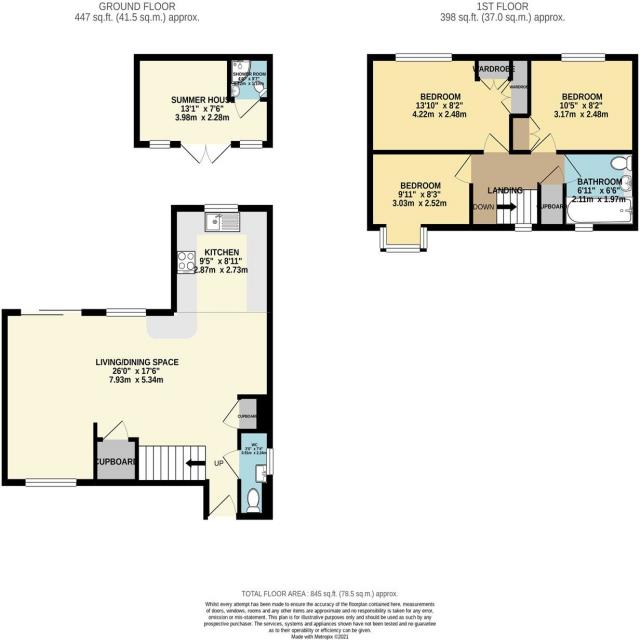 GROUND FLOOR
447 sq.ft. (41.5 sq.m.) approx.
1ST FLOOR
398 sq.ft. (37.0 sq.m.) approx.
SHOWER ROOM
SUMMER HOUSE
13'1" x 7'6"
3.98m x 2.28m
WARDROBE
WARDROBE
BEDROOM
13'10" x 8'2"
4.22m x 2.48m
BEDROOM
10'5" x 8'2"
3.17m x 2.48m
BEDROOM
9'11" x 8'3"
3.03m x 2.52m
LANDING
DOWN
CUPBOARD
BATHROOM
6'11" x 6'6"
2.11m x 1.97m
KITCHEN
9'5" x 8'11"
2.87m x 2.73m
LIVING/DINING SPACE
26'0" x 17'6"
7.93m x 5.34m
CUPBOARD
CUPBOARD
UP
WC
TOTAL FLOOR AREA : 845 sq.ft. (78.5 sq.m.) approx.
Whilst every attempt has been made to ensure the accuracy of the floorplan contained here, measurements
of doors, windows, rooms and any other items are approximate and no responsibility is taken for any error,
omission or mis-statement. This plan is for illustrative purposes only and should be used as such by any
prospective purchaser. The services, systems and appliances shown have not been tested and no guarantee
as to their operability or efficiency can be given.
Made with Metropix ©2021